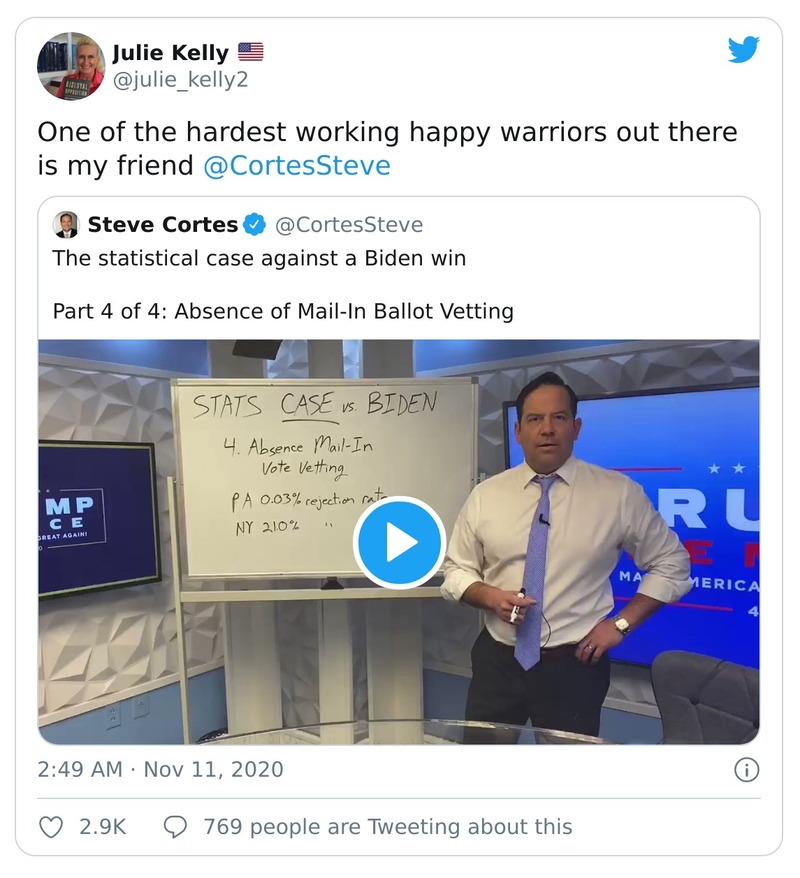 Julie Kelly
@julie_kelly2
One of the hardest working happy warriors out there
is my friend @CortesSteve
Steve Cortes @CortesSteve
The statistical case against a Biden win
Part 4 of 4: Absence of Mail-In Ballot Vetting
STATS CASE vs. BIDEN
4. Absence Mail-In
Vote Vetting
PA 0.03% rejection rate
NY 21.0% "
MP
CE
GREAT AGAIN!
RU
MA MERICA
4
2:49 AM · Nov 11, 2020
2.9K 769 people are Tweeting about this